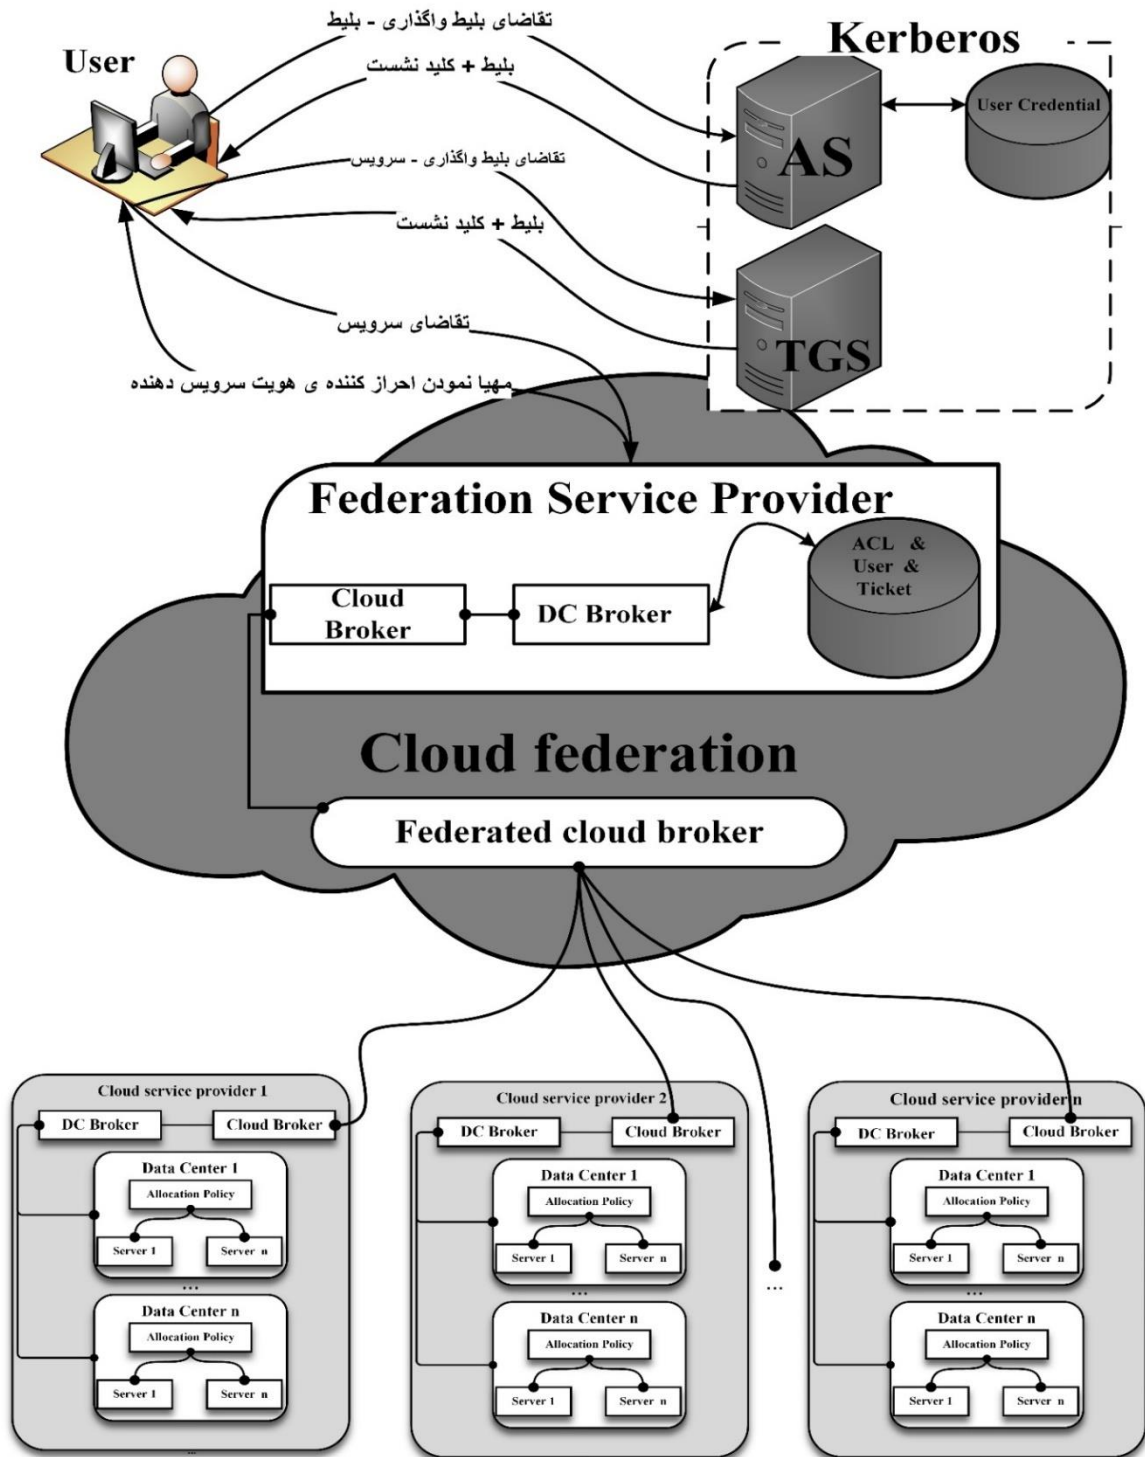 تقاضای بلیط واگذاری - بلیط
Kerberos
User
بلیط + کلید نشست
User Credential
AS
تقاضای بلیط واگذاری - سرویس
بلیط + کلید نشست
تقاضای سرویس
TGS
مهیا نمودن احراز کننده ی هویت سرویس دهنده
Federation Service Provider
ACL &
User &
Ticket
Cloud
Broker
DC Broker
Cloud federation
Federated cloud broker
Cloud service provider 1
DC Broker
Cloud Broker
Data Center 1
Allocation Policy
Server 1
Server n
...
Data Center n
Allocation Policy
Server 1
Server n
...
Cloud service provider 2
DC Broker
Cloud Broker
Data Center 1
Allocation Policy
Server 1
Server n
...
Data Center n
Allocation Policy
Server 1
Server n
...
Cloud service provider n
DC Broker
Cloud Broker
Data Center 1
Allocation Policy
Server 1
Server n
...
Data Center n
Allocation Policy
Server 1
Server n